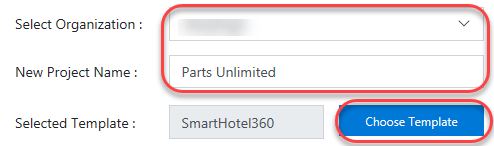 Select Organization :
New Project Name : Parts Unlimited
Selected Template : SmartHotel360 Choose Template